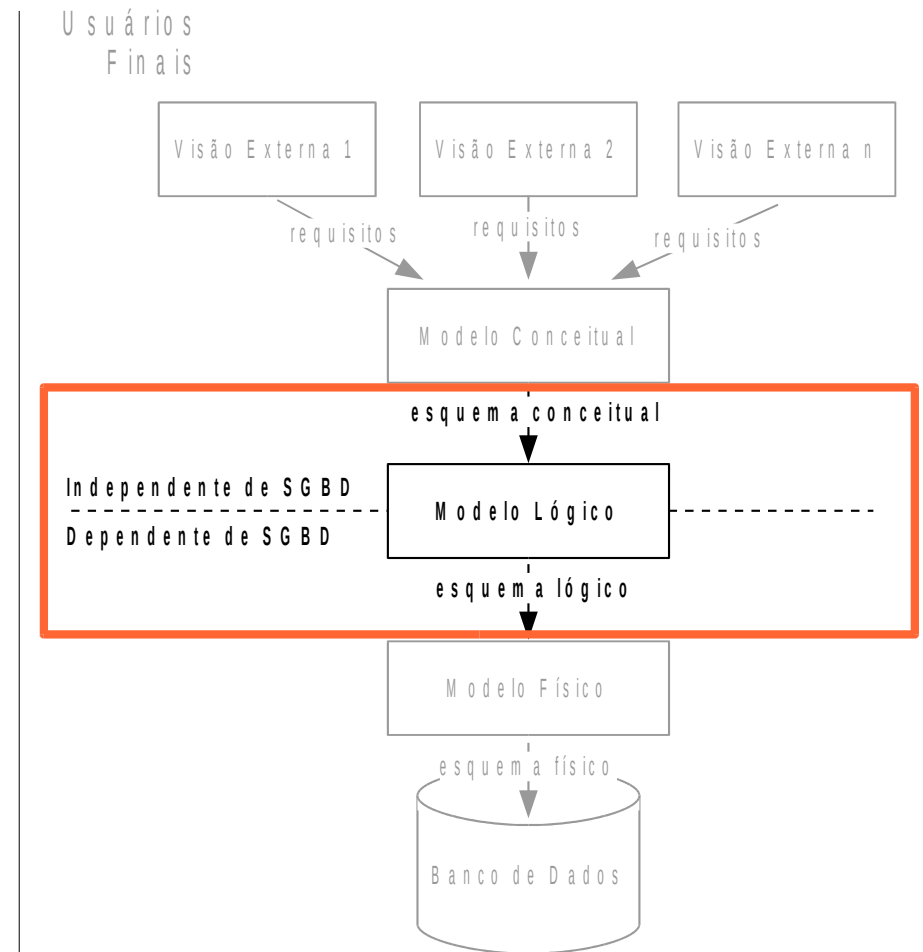 Usuários
Finais
Visão Externa 1
Visão Externa 2
Visão Externa n
requisitos
requisitos
requisitos
Modelo Conceitual
esquema conceitual
Independente de SGBD
Modelo Lógico
Dependente de SGBD
esquema lógico
Modelo Físico
esquema físico
Banco de Dados